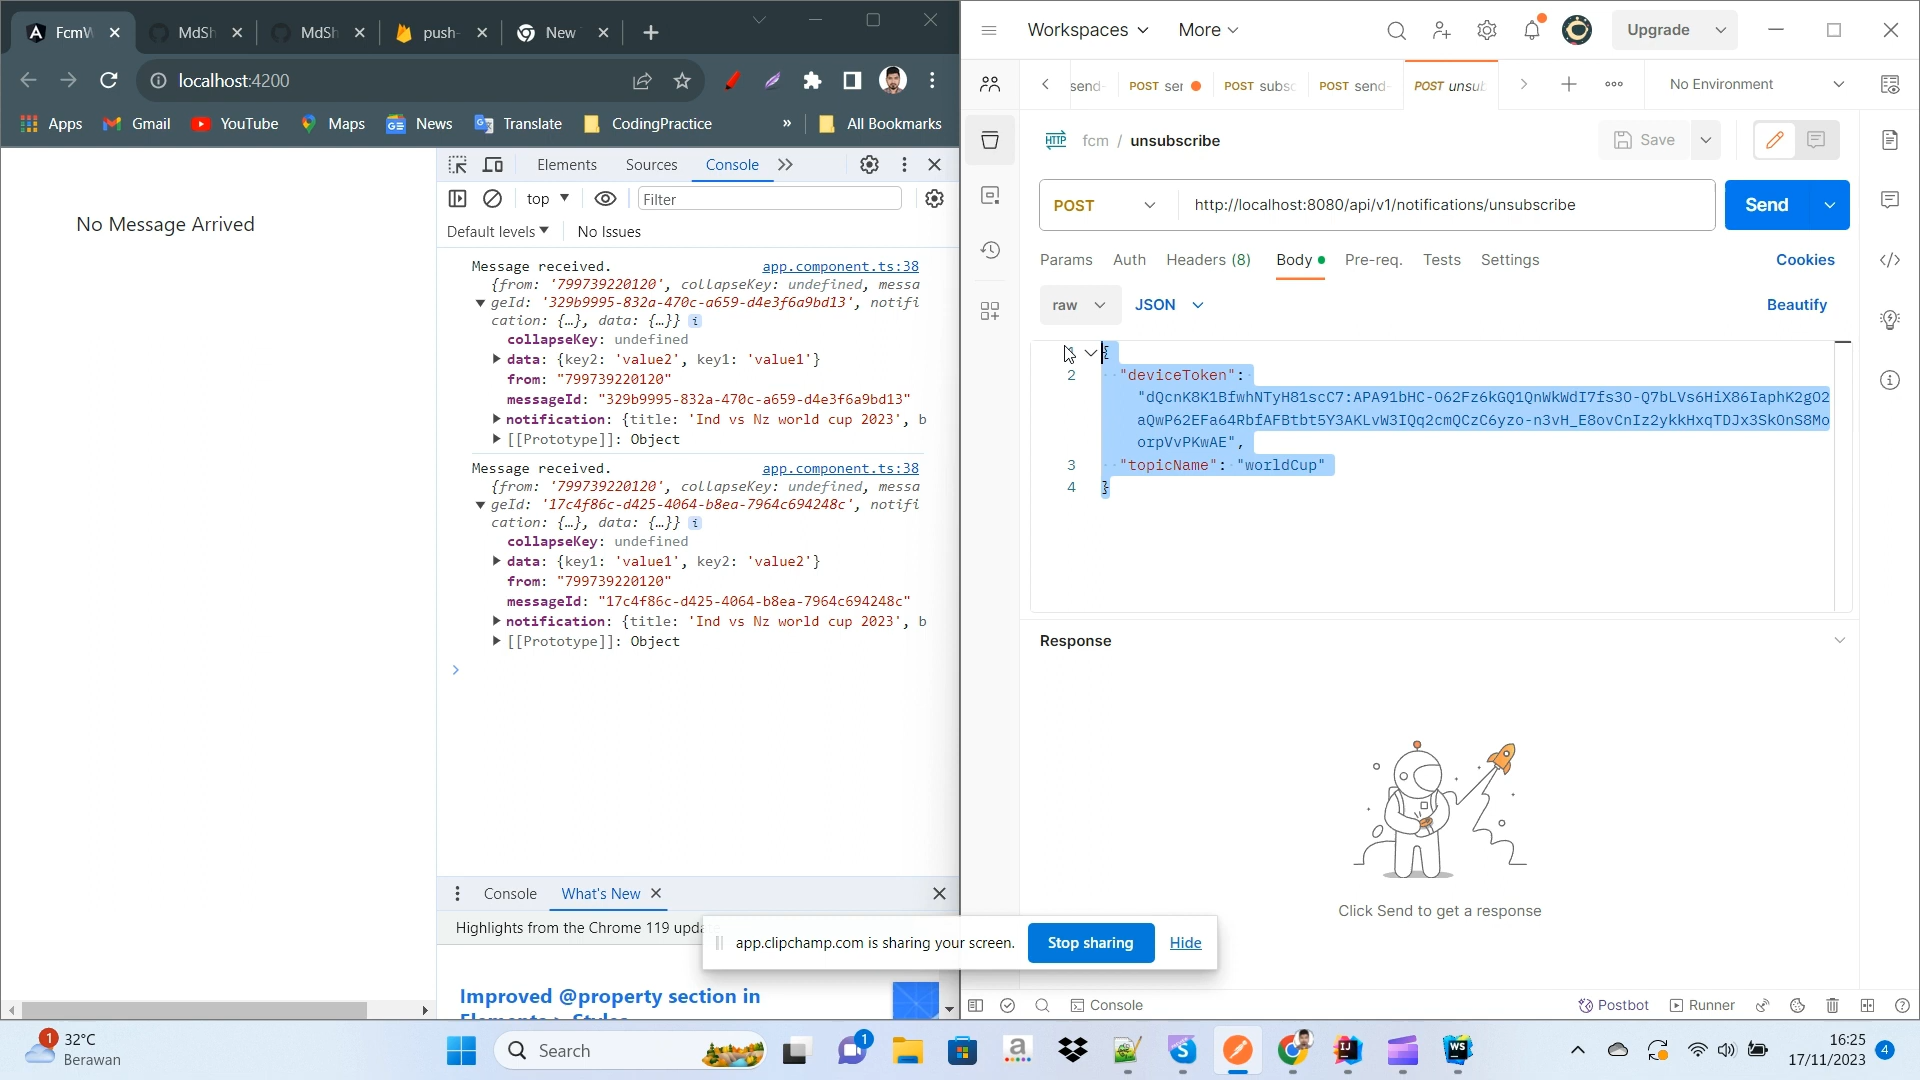 FcmW
MdSh
MdSh
push-
New
localhost:4200
Apps
Gmail
YouTube
Maps
News
Translate
CodingPractice
»
All Bookmarks
No Message Arrived
Elements
Sources
Console
top
Filter
Default levels
No Issues
Message received.
app.component.ts:38
{from: '799739220120', collapseKey: undefined, messa
geId: '329b9995-832a-470c-a659-d4e3f6a9bd13', notifi
cation: {…}, data: {…}} i
collapseKey: undefined
data: {key2: 'value2', key1: 'value1'}
from: "799739220120"
messageId: "329b9995-832a-470c-a659-d4e3f6a9bd13"
notification: {title: 'Ind vs Nz world cup 2023', b
[[Prototype]]: Object
Message received.
app.component.ts:38
{from: '799739220120', collapseKey: undefined, messa
geId: '17c4f86c-d425-4064-b8ea-7964c694248c', notifi
cation: {…}, data: {…}} i
collapseKey: undefined
data: {key1: 'value1', key2: 'value2'}
from: "799739220120"
messageId: "17c4f86c-d425-4064-b8ea-7964c694248c"
notification: {title: 'Ind vs Nz world cup 2023', b
[[Prototype]]: Object
Console
What's New
Highlights from the Chrome 119 upda
Improved @property section in
Elements > Styles
Workspaces
More
Upgrade
send-
POST ser
POST subsc
POST send-
POST unsu
No Environment
HTTP
fcm / unsubscribe
Save
POST
http://localhost:8080/api/v1/notifications/unsubscribe
Send
Params
Auth
Headers (8)
Body
Pre-req.
Tests
Settings
Cookies
raw
JSON
Beautify
{
2 "deviceToken":
"dQcnK8K1BfwhNTyH81scC7:APA91bHC-O62Fz6kGQ1QnWkWdI7fs3O-Q7bLVs6HiX86IaphK2gO2
aQwP62EFa64RbfAFBtbt5Y3AKLvW3IQq2cmQCzC6yzo-n3vH_E8ovCnIz2ykkHxqTDJx3SkOnS8Mo
orpVvPKwAE",
3 "topicName": "worldCup"
4 }
Response
Click Send to get a response
app.clipchamp.com is sharing your screen.
Stop sharing
Hide
Console
Postbot
Runner
1
32°C
Berawan
Search
1
16:25
17/11/2023
4